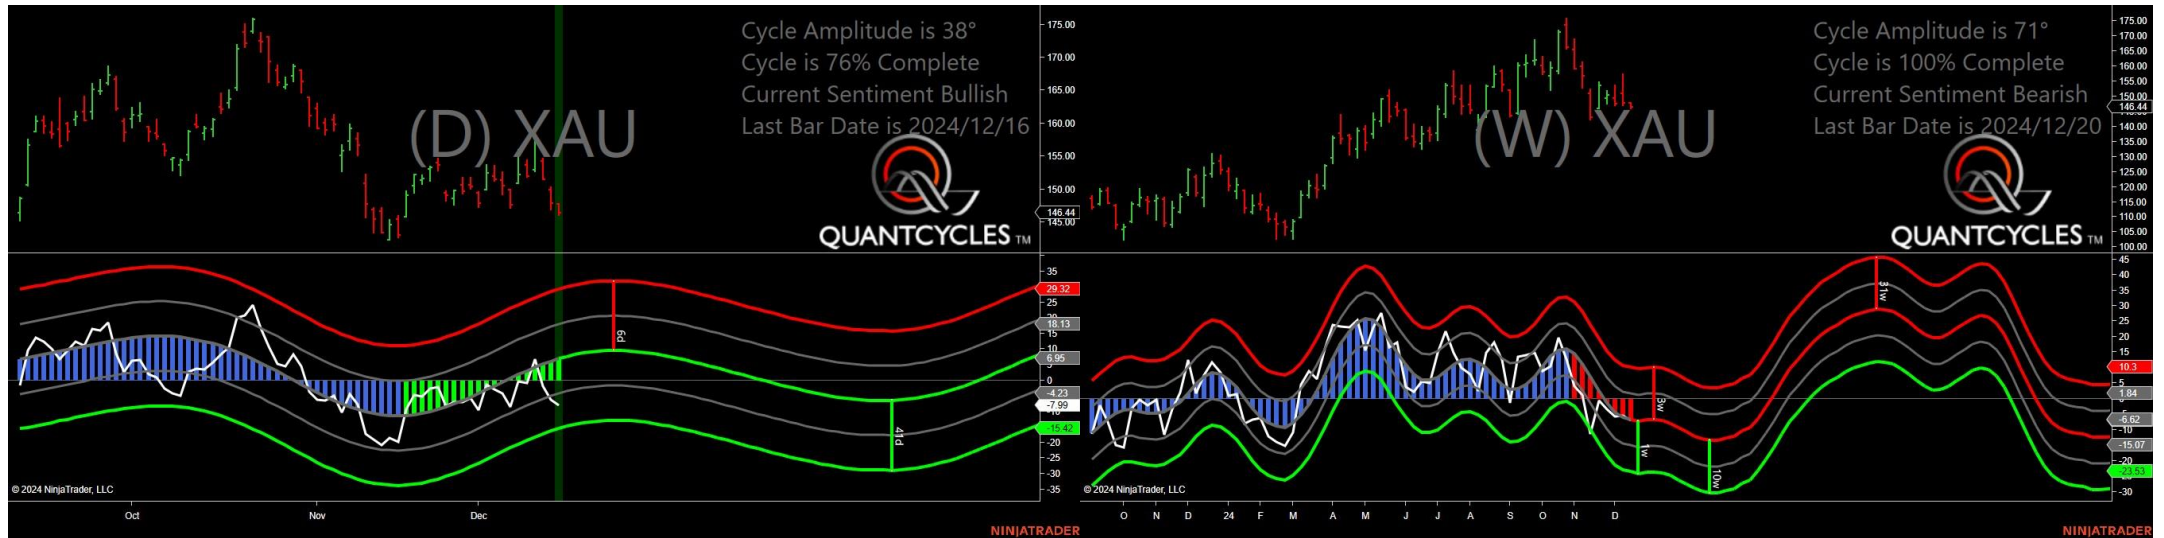 Cycle Amplitude is 38°
Cycle is 76% Complete
Current Sentiment Bullish
Last Bar Date is 2024/12/16
(D) XAU
QUANTCYCLES TM
175.00
170.00
165.00
160.00
155.00
150.00
146.44
145.00
35
29.32
25
18.13
10
6.95
5
0
-4.23
-7.99
-10
-15.42
-20
-25
-30
-35
6d
41d
© 2024 NinjaTrader, LLC
Oct
Nov
Dec
NINJATRADER
Cycle Amplitude is 71°
Cycle is 100% Complete
Current Sentiment Bearish
Last Bar Date is 2024/12/20
(W) XAU
QUANTCYCLES TM
175.00
170.00
165.00
160.00
155.00
150.00
146.44
140.00
135.00
130.00
125.00
120.00
115.00
110.00
105.00
100.00
45
35
30
25
20
15
10.3
5
1.84
-6.62
-10
-15.07
-20
-23.53
-30
31w
3w
1w
10w
© 2024 NinjaTrader, LLC
O N D 24 F M A M J J A S O N D
NINJATRADER